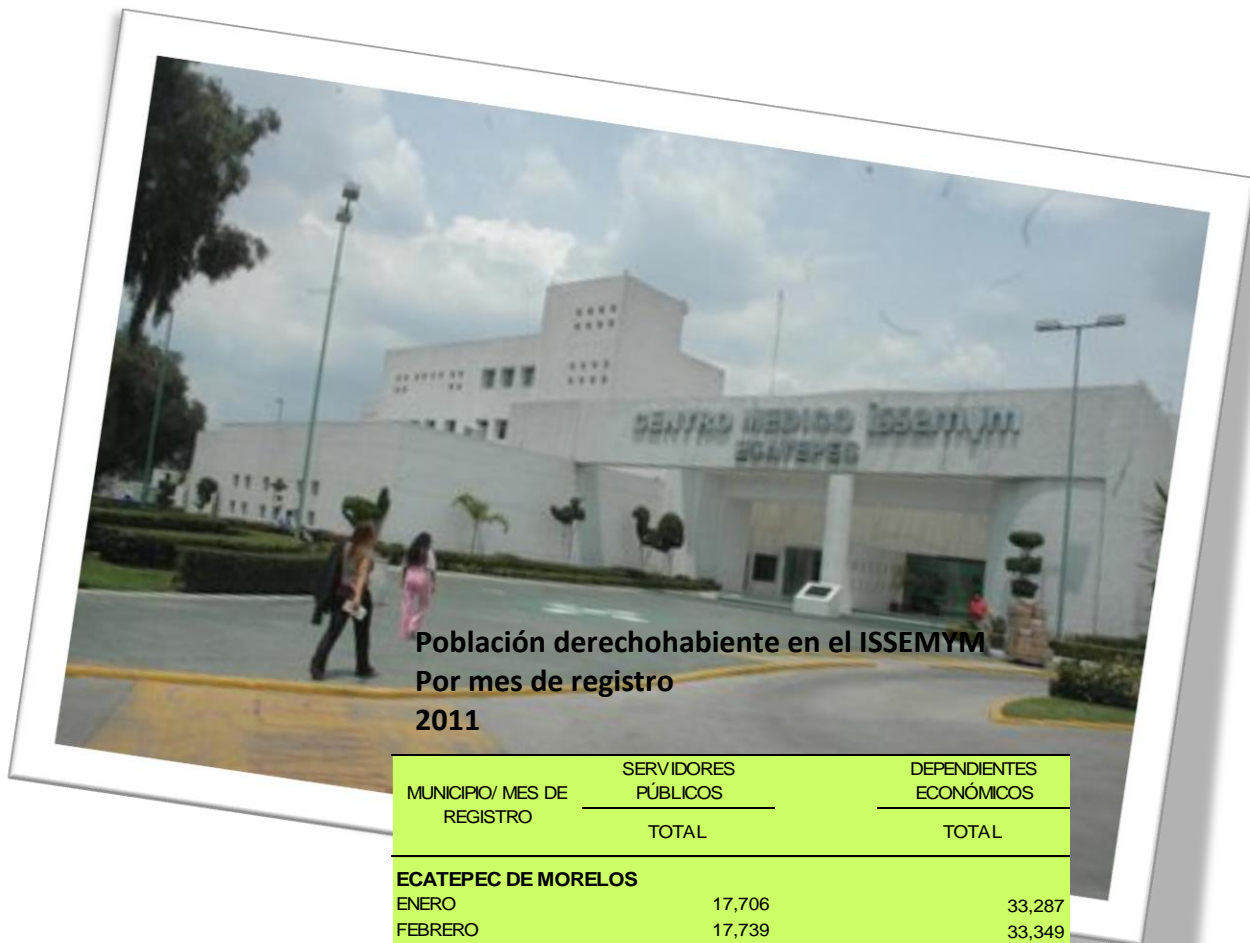 CENTRO MEDICO issemym
ECATEPEC
Población derechohabiente en el ISSEMYM
Por mes de registro
2011
MUNICIPIO/ MES DE REGISTRO
SERVIDORES PÚBLICOS
DEPENDIENTES ECONÓMICOS
TOTAL TOTAL
ECATEPEC DE MORELOS
ENERO 17,706 33,287
FEBRERO 17,739 33,349